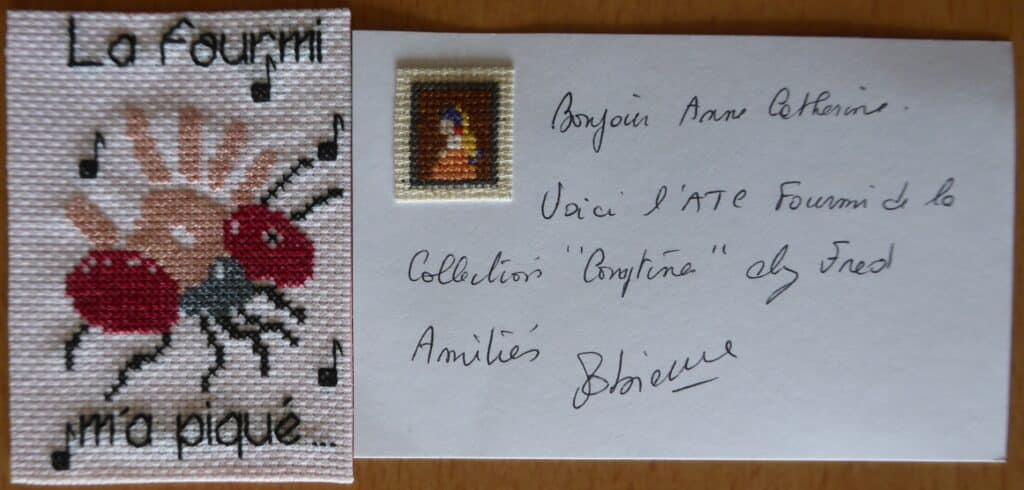 La fourmi
m'a piqué...
Bonjour Anne Catherine.
Voici l'ATC Fourmi de la
Collection "Comptine" chez Fred
Amitiés